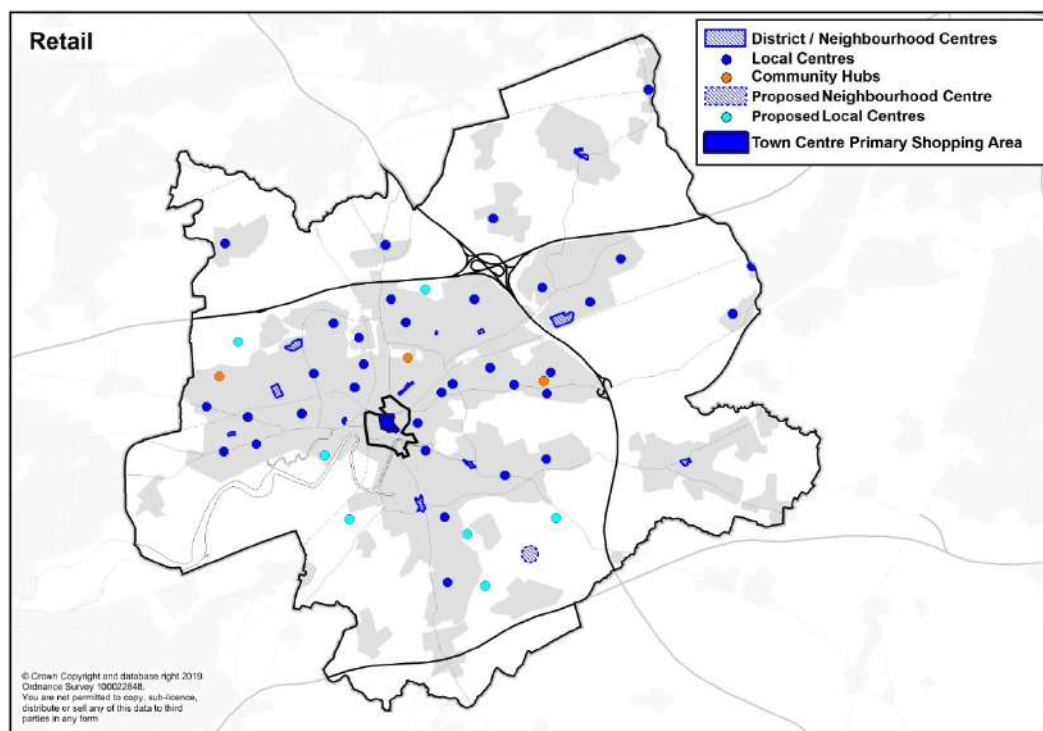 Retail
District / Neighbourhood Centres
Local Centres
Community Hubs
Proposed Neighbourhood Centre
Proposed Local Centres
Town Centre Primary Shopping Area
© Crown Copyright and database right 2019.
Ordnance Survey 100022848.
You are not permitted to copy, sub-licence,
distribute or sell any of this data to third
parties in any form